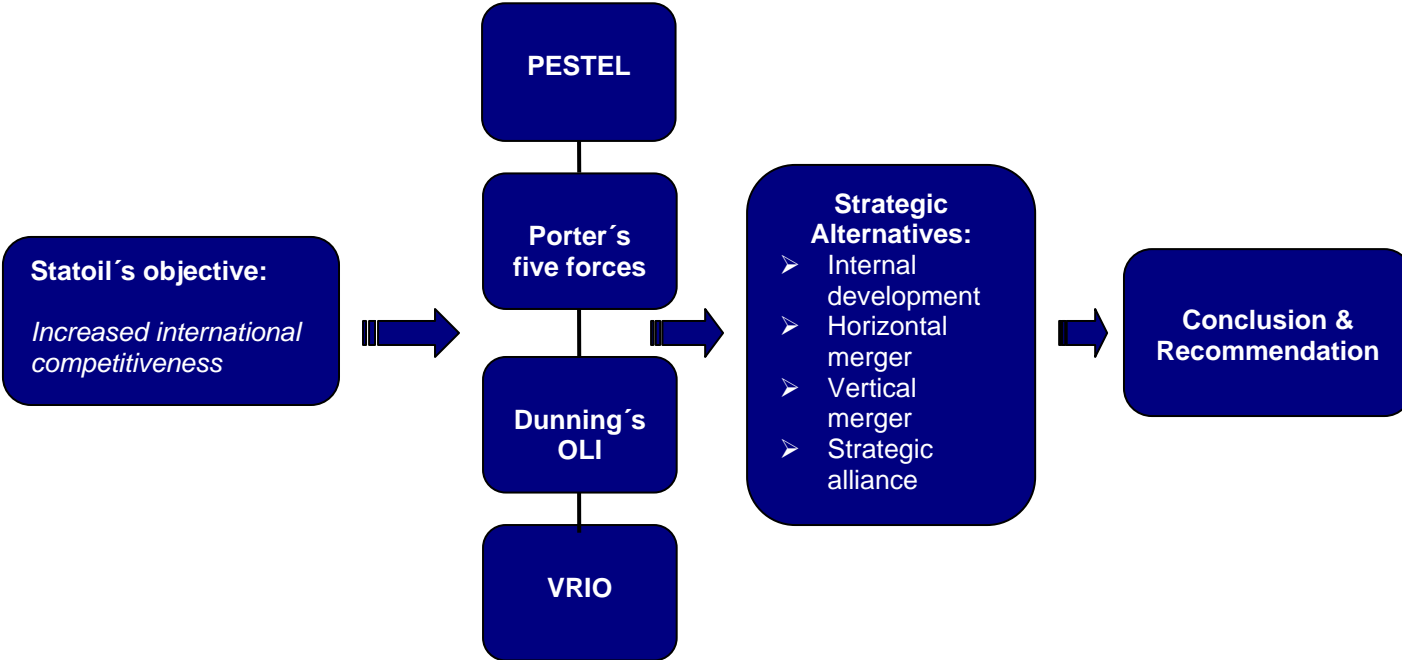 Statoil´s objective:
Increased international
competitiveness
PESTEL
Porter´s
five forces
Dunning´s
OLI
VRIO
Strategic
Alternatives:
➢ Internal
development
➢ Horizontal
merger
➢ Vertical
merger
➢ Strategic
alliance
Conclusion &
Recommendation